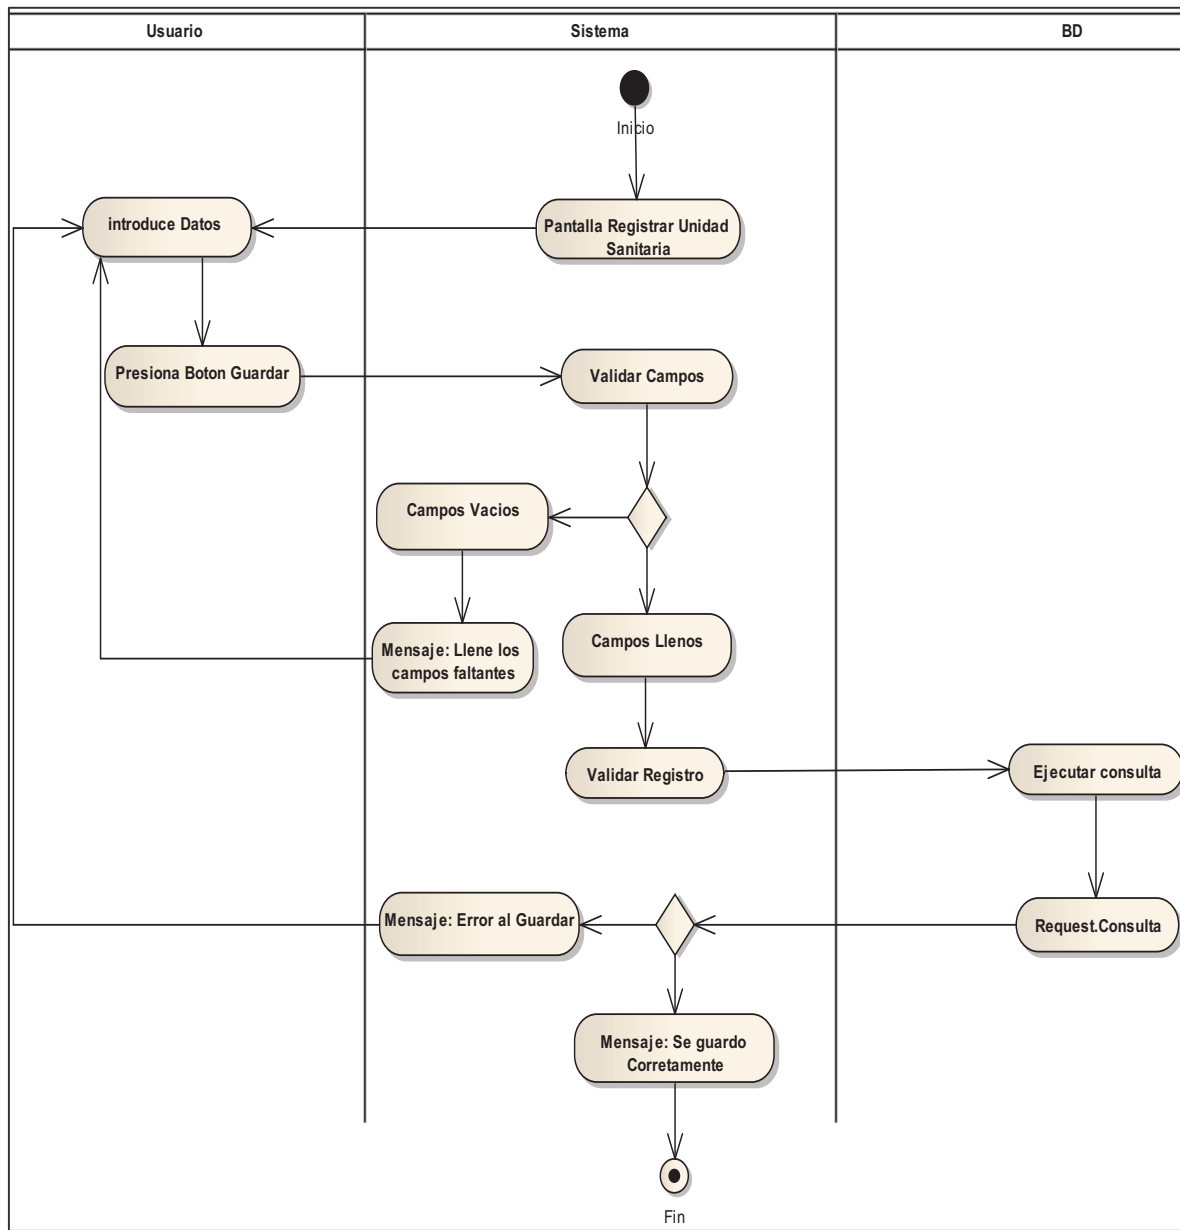 Usuario
Sistema
BD
Inicio
introduce Datos
Pantalla Registrar Unidad
Sanitaria
Presiona Boton Guardar
Validar Campos
Campos Vacios
Campos Llenos
Mensaje: Llene los
campos faltantes
Validar Registro
Ejecutar consulta
Mensaje: Error al Guardar
Request.Consulta
Mensaje: Se guardo
Corretamente
Fin